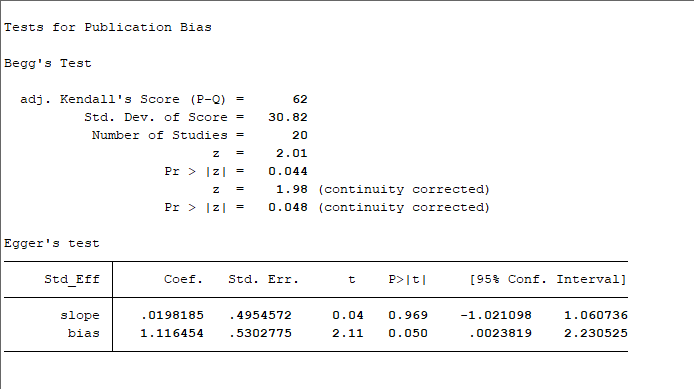 Tests for Publication Bias
Begg's Test
adj. Kendall's Score (P-Q) = 62
Std. Dev. of Score = 30.82
Number of Studies = 20
z = 2.01
Pr > |z| = 0.044
z = 1.98 (continuity corrected)
Pr > |z| = 0.048 (continuity corrected)
Egger's test
Std_Eff Coef. Std. Err. t P>|t| [95% Conf. Interval]
slope .0198185 .4954572 0.04 0.969 -1.021098 1.060736
bias 1.116454 .5302775 2.11 0.050 .0023819 2.230525